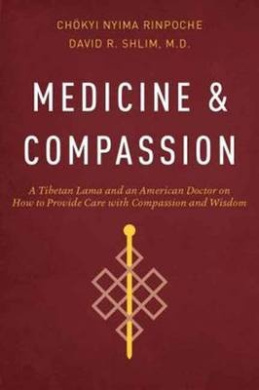 CHÖKYI NYIMA RINPOCHE
DAVID R. SHLIM, M.D.
MEDICINE &
COMPASSION
A Tibetan Lama and an American Doctor on
How to Provide Care with Compassion and Wisdom